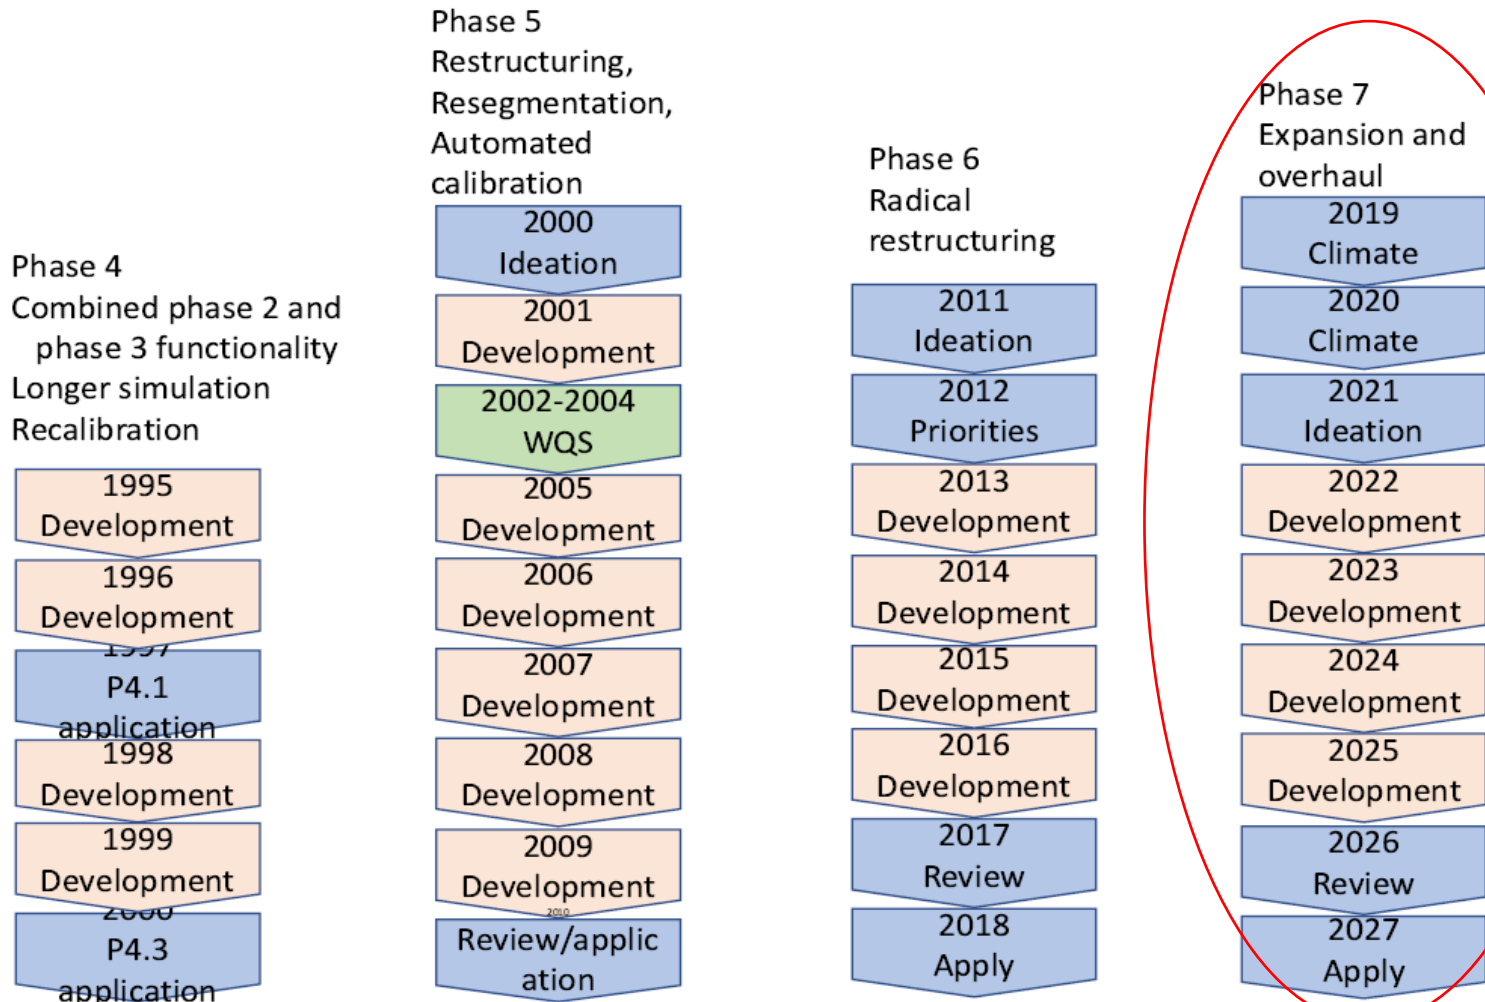 Phase 4
Combined phase 2 and
phase 3 functionality
Longer simulation
Recalibration
1995
Development
1996
Development
1997
P4.1
application
1998
Development
1999
Development
2000
P4.3
application
Phase 5
Restructuring,
Resegmentation,
Automated
calibration
2000
Ideation
2001
Development
2002-2004
WQS
2005
Development
2006
Development
2007
Development
2008
Development
2009
Development
2010
Review/applic
ation
Phase 6
Radical
restructuring
2011
Ideation
2012
Priorities
2013
Development
2014
Development
2015
Development
2016
Development
2017
Review
2018
Apply
Phase 7
Expansion and
overhaul
2019
Climate
2020
Climate
2021
Ideation
2022
Development
2023
Development
2024
Development
2025
Development
2026
Review
2027
Apply